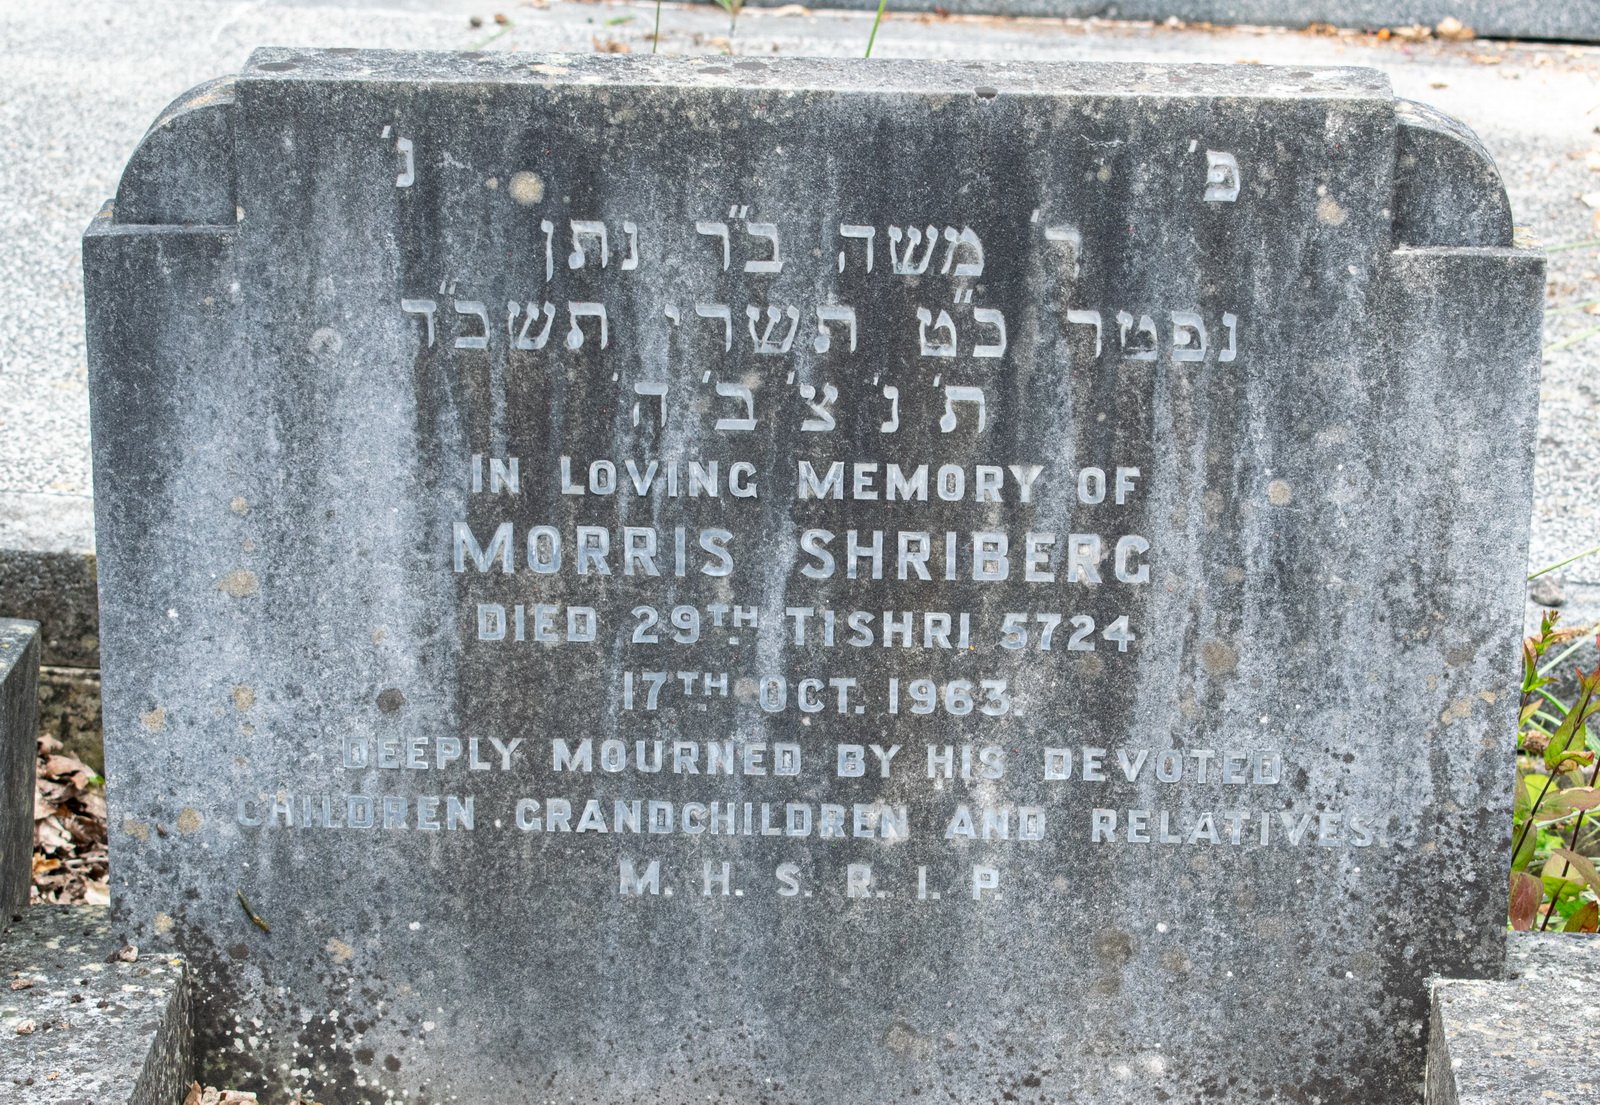 פ' נ'
ר' משה ב"ר נתן
נפטר כ"ט תשרי תשכ"ד
ת' נ' צ' ב' ה'
IN LOVING MEMORY OF
MORRIS SHRIBERG
DIED 29TH TISHRI 5724
17TH OCT. 1963.
DEEPLY MOURNED BY HIS DEVOTED
CHILDREN GRANDCHILDREN AND RELATIVES.
M. H. S. R. I. P.